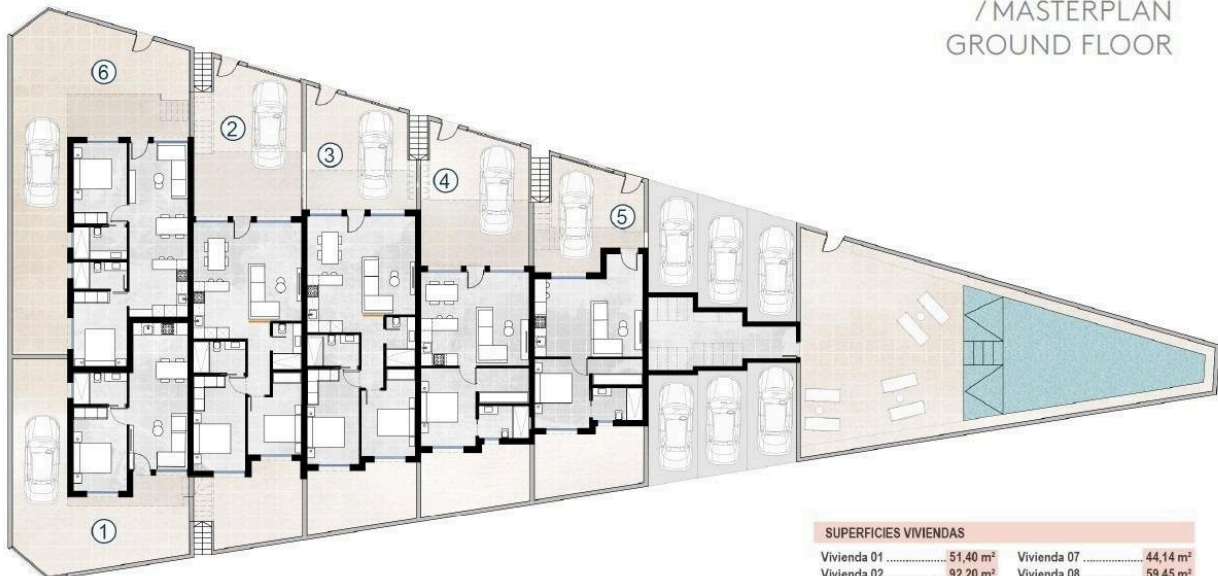 /MASTERPLAN
GROUND FLOOR
6
2
3
4
5
1
SUPERFICIES VIVIENDAS
Vivienda 01 51,40 m² Vivienda 07 44,14 m²
Vivienda 02 92,20 m² Vivienda 08 59,45 m²